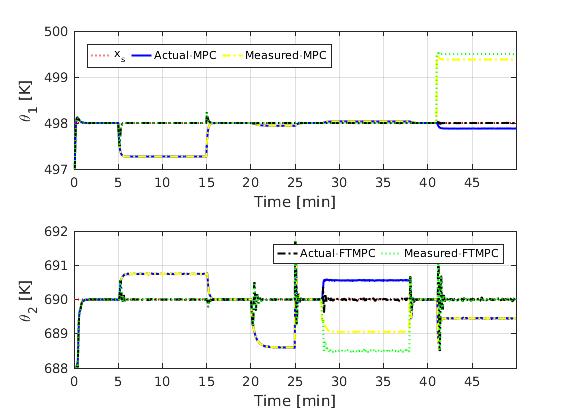 500
499
498
497
θ1 [K]
xs Actual MPC Measured MPC
0 5 10 15 20 25 30 35 40 45
Time [min]
692
691
690
689
688
θ2 [K]
Actual FTMPC Measured FTMPC
0 5 10 15 20 25 30 35 40 45
Time [min]